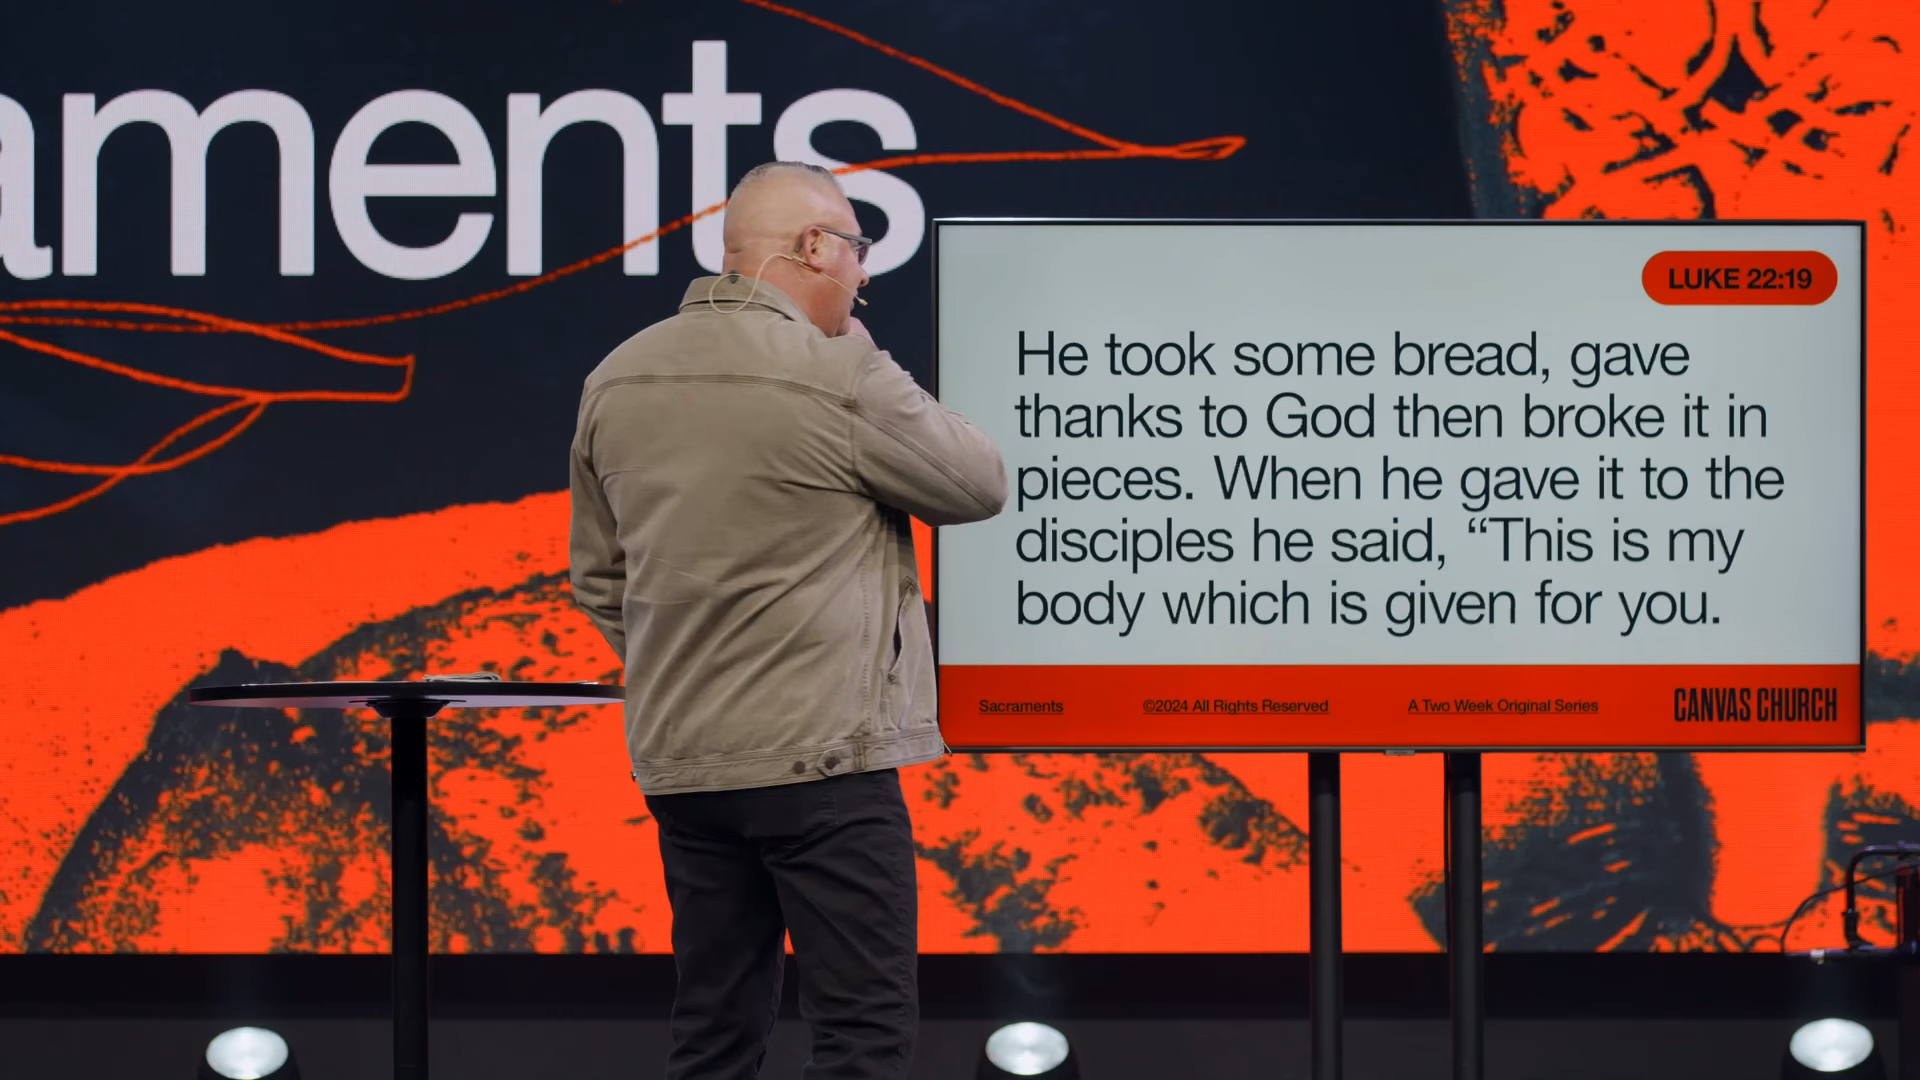 aments
LUKE 22:19
He took some bread, gave
thanks to God then broke it in
pieces. When he gave it to the
disciples he said, “This is my
body which is given for you.
Sacraments
©2024 All Rights Reserved
A Two Week Original Series
CANVAS CHURCH